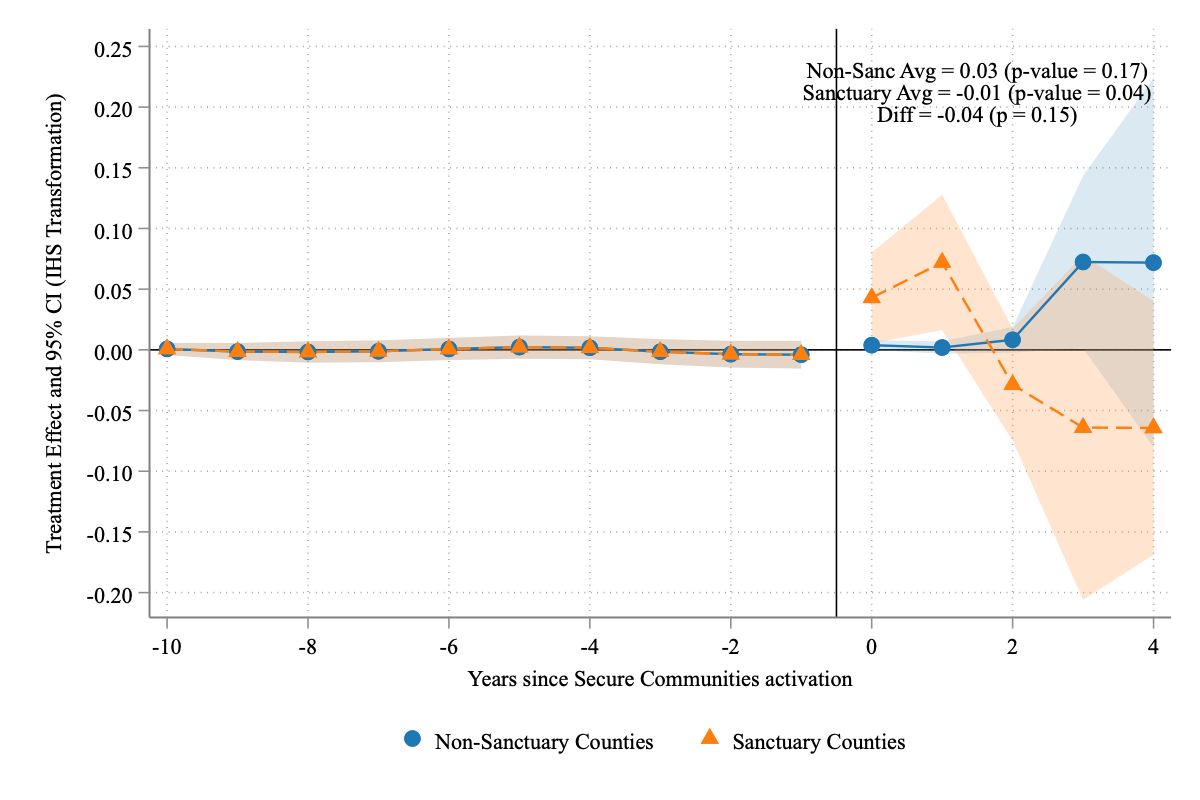 Treatment Effect and 95% CI (IHS Transformation)
0.25
0.20
0.15
0.10
0.05
0.00
-0.05
-0.10
-0.15
-0.20
Non-Sanc Avg = 0.03 (p-value = 0.17)
Sanctuary Avg = -0.01 (p-value = 0.04)
Diff = -0.04 (p = 0.15)
-10 -8 -6 -4 -2 0 2 4
Years since Secure Communities activation
Non-Sanctuary Counties Sanctuary Counties